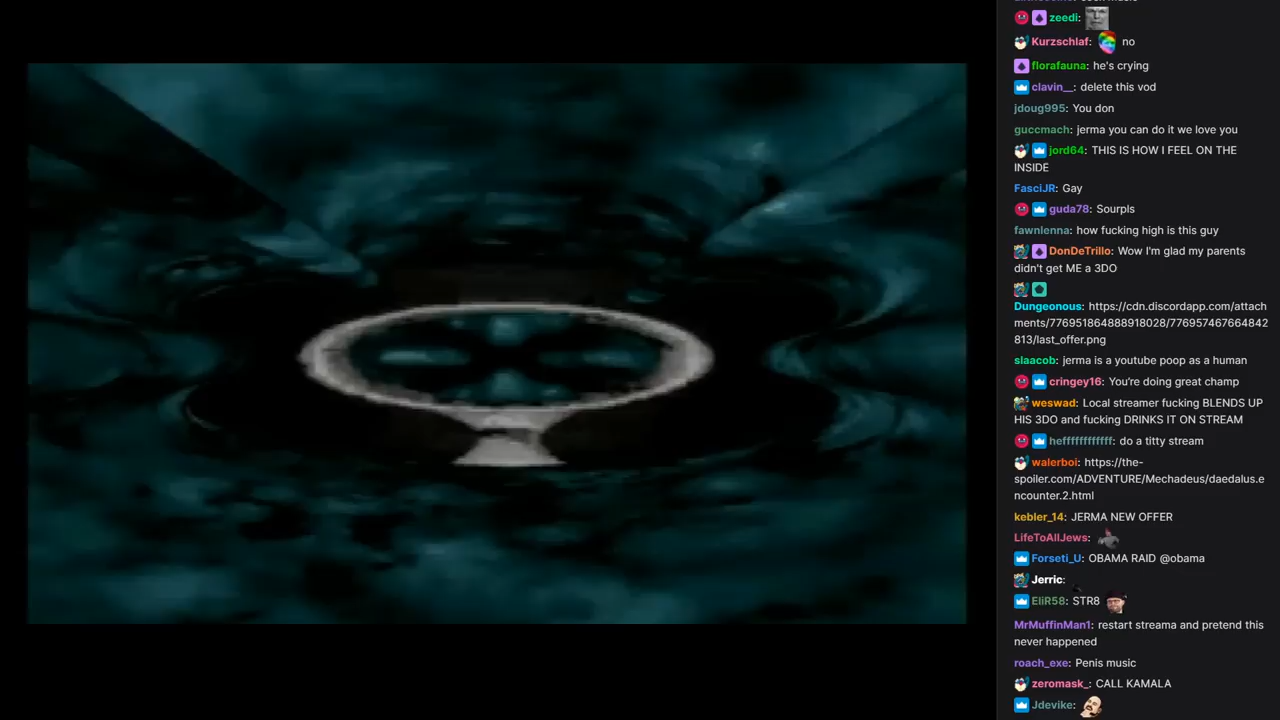 zeedi:
Kurzschlaf: no
florafauna: he's crying
clavin__: delete this vod
jdoug995: You don
guccmach: jerma you can do it we love you
jord64: THIS IS HOW I FEEL ON THE
INSIDE
FasciJR: Gay
guda78: Sourpls
fawnlenna: how fucking high is this guy
DonDeTrillo: Wow I'm glad my parents
didn't get ME a 3DO
Dungeonous: https://cdn.discordapp.com/attach
ments/776951864888918028/776957467664842
813/last_offer.png
slaacob: jerma is a youtube poop as a human
cringey16: You're doing great champ
weswad: Local streamer fucking BLENDS UP
HIS 3DO and fucking DRINKS IT ON STREAM
heffffffffffff: do a titty stream
walerboi: https://the-
spoiler.com/ADVENTURE/Mechadeus/daedalus.e
ncounter.2.html
kebler_14: JERMA NEW OFFER
LifeToAllJews:
Forseti_U: OBAMA RAID @obama
Jerric:
EliR58: STR8
MrMuffinMan1: restart streama and pretend this
never happened
roach_exe: Penis music
zeromask_: CALL KAMALA
Jdevike: